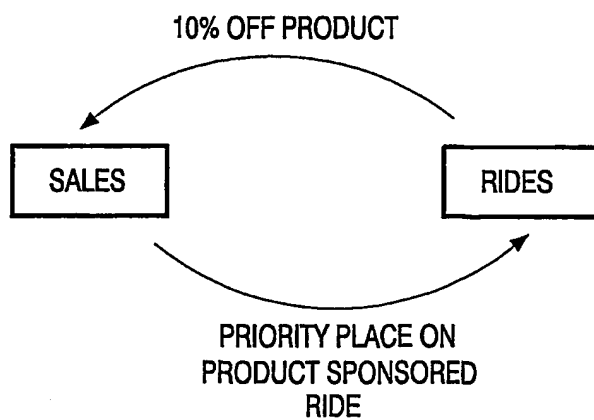 10% OFF PRODUCT
SALES
RIDES
PRIORITY PLACE ON
PRODUCT SPONSORED
RIDE